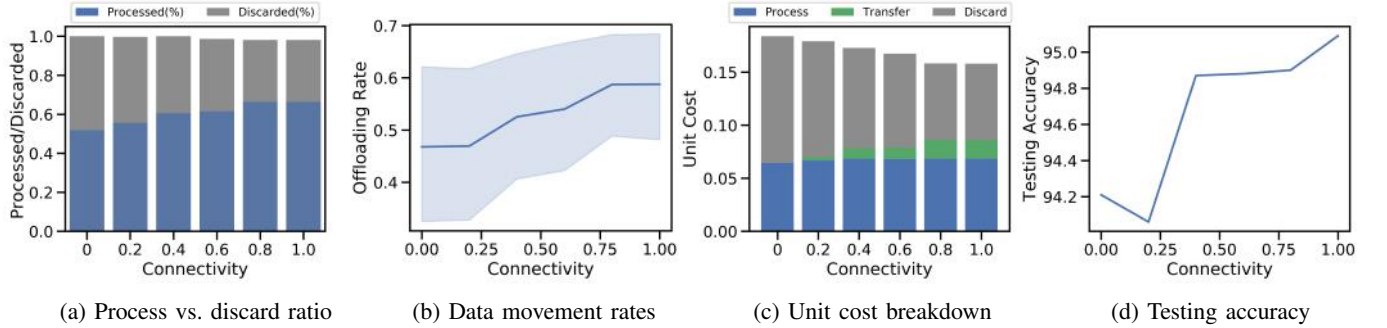 Processed(%) Discarded(%)
1.0
0.8
0.6
0.4
0.2
0.0
Processed/Discarded
0 0.2 0.4 0.6 0.8 1.0
Connectivity
(a) Process vs. discard ratio
0.7
0.6
0.5
0.4
Offloading Rate
0.00 0.25 0.50 0.75 1.00
Connectivity
(b) Data movement rates
Process Transfer Discard
0.15
0.10
0.05
0.00
Unit Cost
0 0.2 0.4 0.6 0.8 1.0
Connectivity
(c) Unit cost breakdown
95.0
94.8
94.6
94.4
94.2
Testing Accuracy
0.00 0.25 0.50 0.75 1.00
Connectivity
(d) Testing accuracy